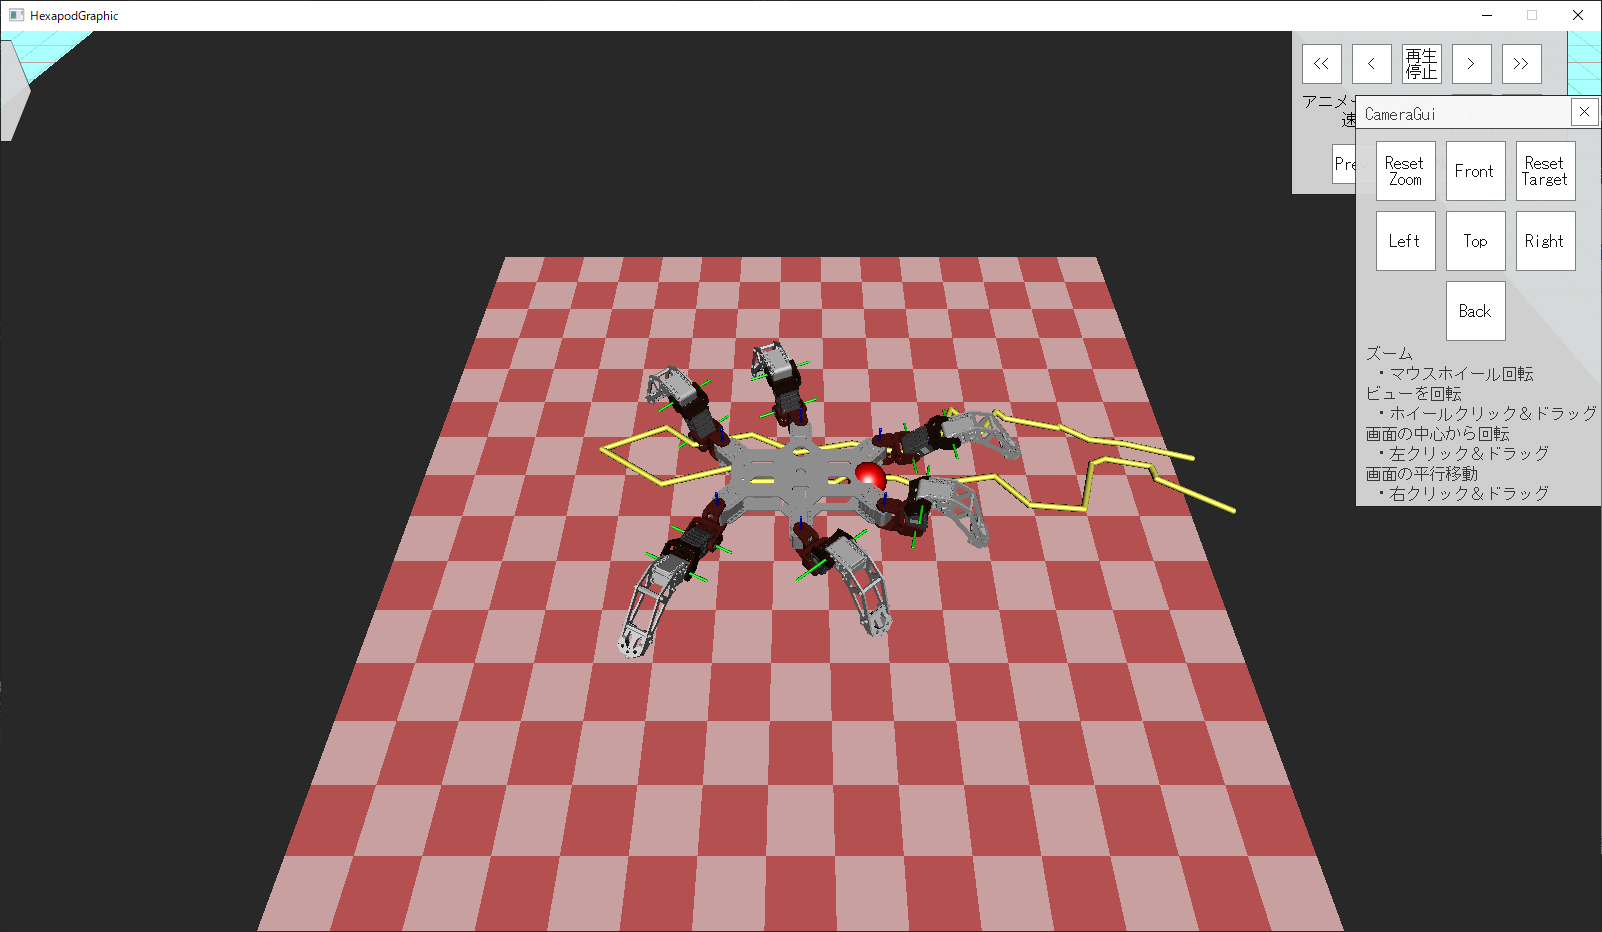 HexapodGraphic
<<
<
再生
停止
>
>>
アニメ
速
CameraGui
Pre
Reset
Zoom
Front
Reset
Target
Left
Top
Right
Back
ズーム
・マウスホイール回転
ビューを回転
・ホイールクリック＆ドラッグ
画面の中心から回転
・左クリック＆ドラッグ
画面の平行移動
・右クリック＆ドラッグ